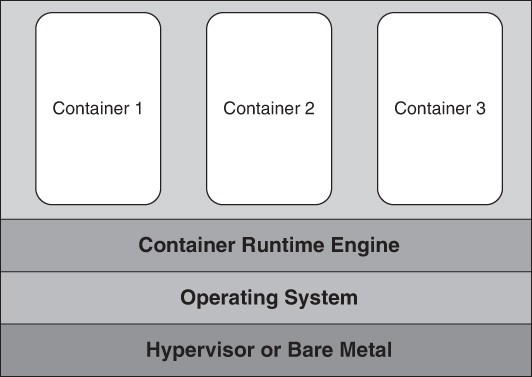 Container 1
Container 2
Container 3
Container Runtime Engine
Operating System
Hypervisor or Bare Metal